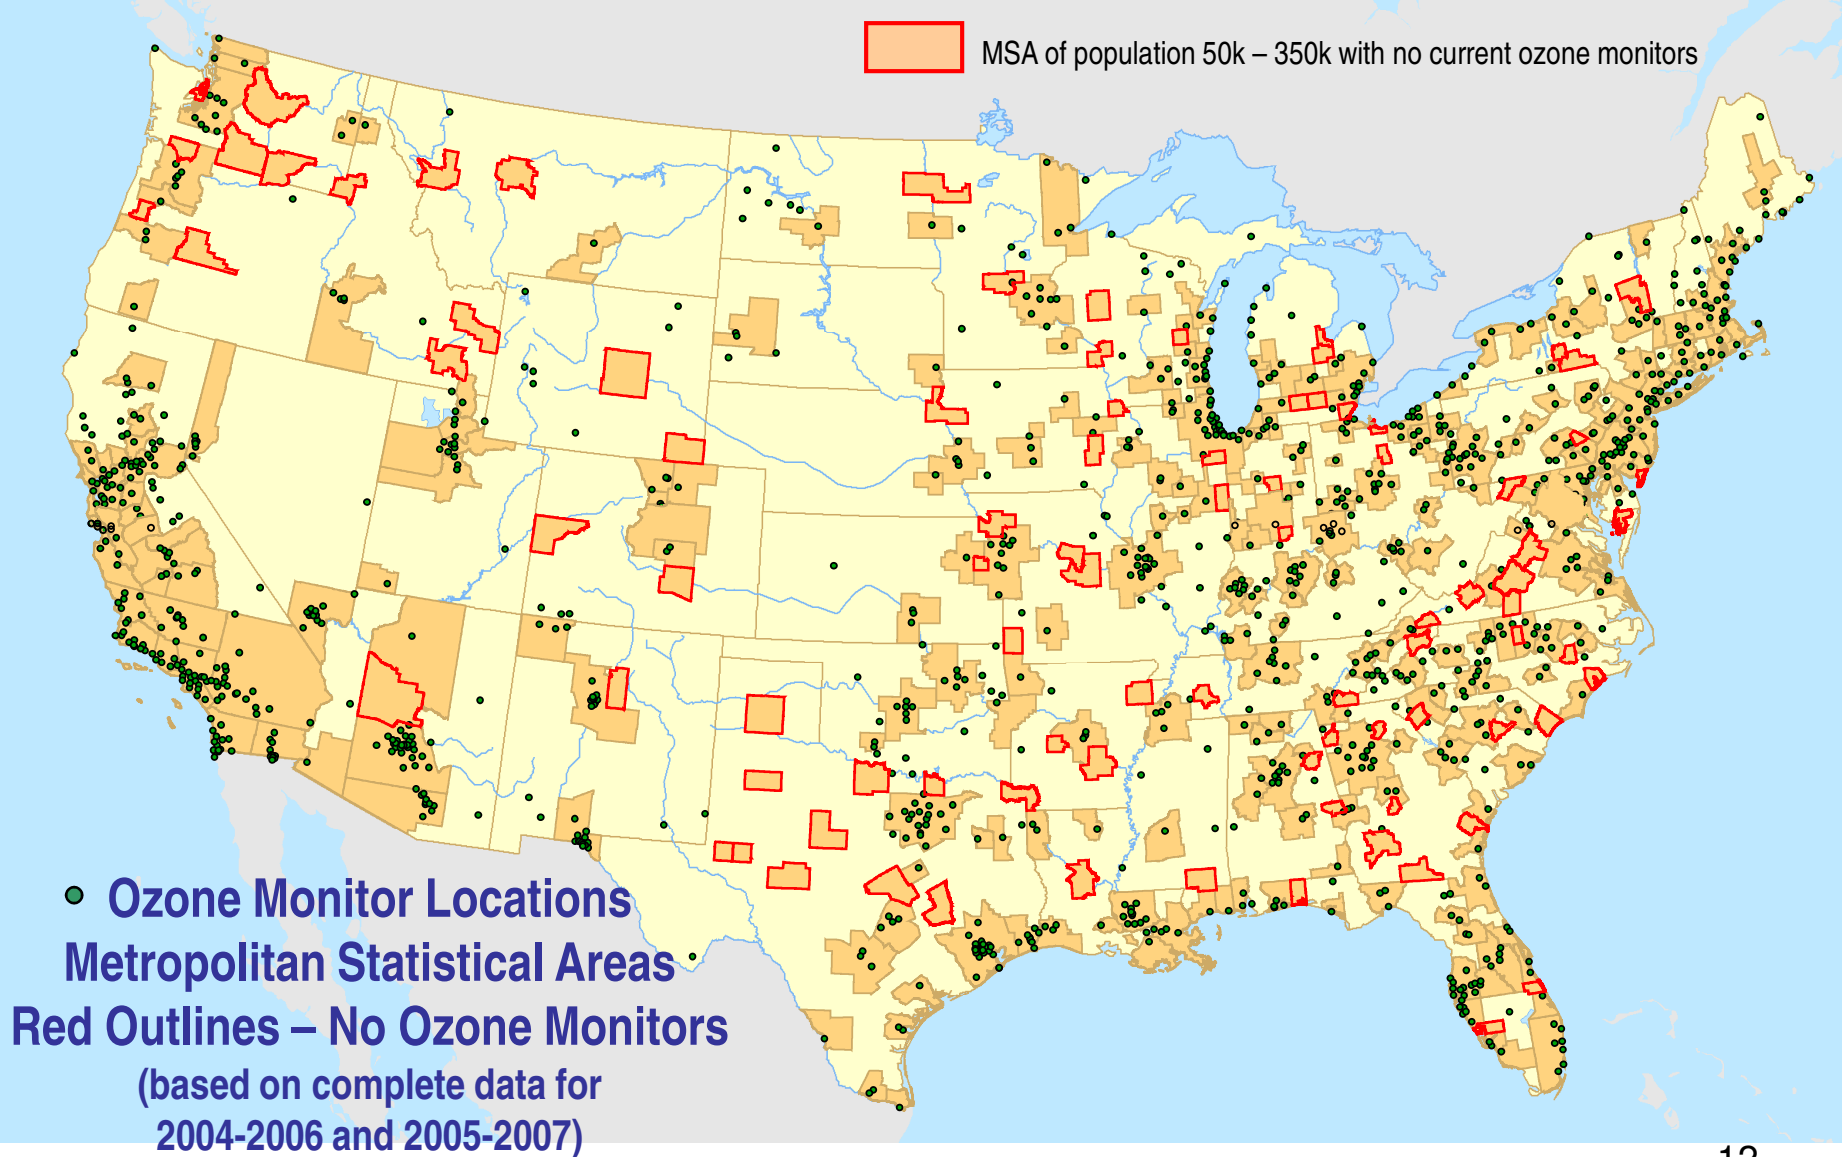 MSA of population 50k – 350k with no current ozone monitors
Ozone Monitor Locations
Metropolitan Statistical Areas
Red Outlines – No Ozone Monitors
(based on complete data for
2004-2006 and 2005-2007)